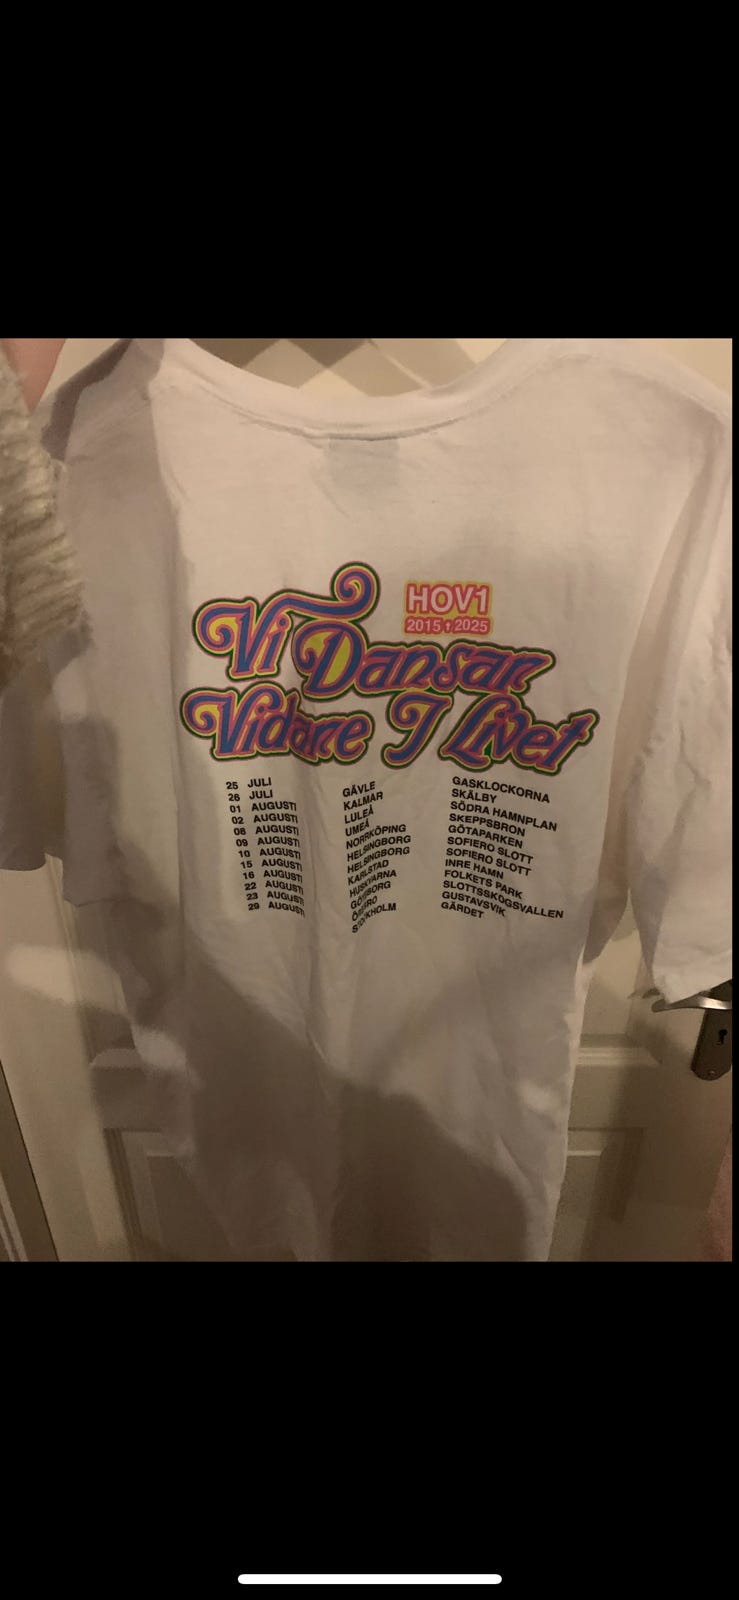 HOV1
2015 2025
Vi Dansar
Vidare I Livet
25 JULI GÄVLE GASKLOCKORNA
26 JULI KALMAR SKÄLBY
01 AUGUSTI LULEÅ SÖDRA HAMNPLAN
02 AUGUSTI UMEÅ SKEPPSBRON
08 AUGUSTI NORRKÖPING GÖTAPARKEN
09 AUGUSTI HELSINGBORG SOFIERO SLOTT
10 AUGUSTI HELSINGBORG SOFIERO SLOTT
15 AUGUSTI KARLSTAD INRE HAMN
16 AUGUSTI HUSKVARNA FOLKETS PARK
22 AUGUSTI GÖTEBORG SLOTTSSKOGSVALLEN
23 AUGUSTI ÖREBRO GUSTAVSVIK
29 AUGUSTI STOCKHOLM GÄRDET